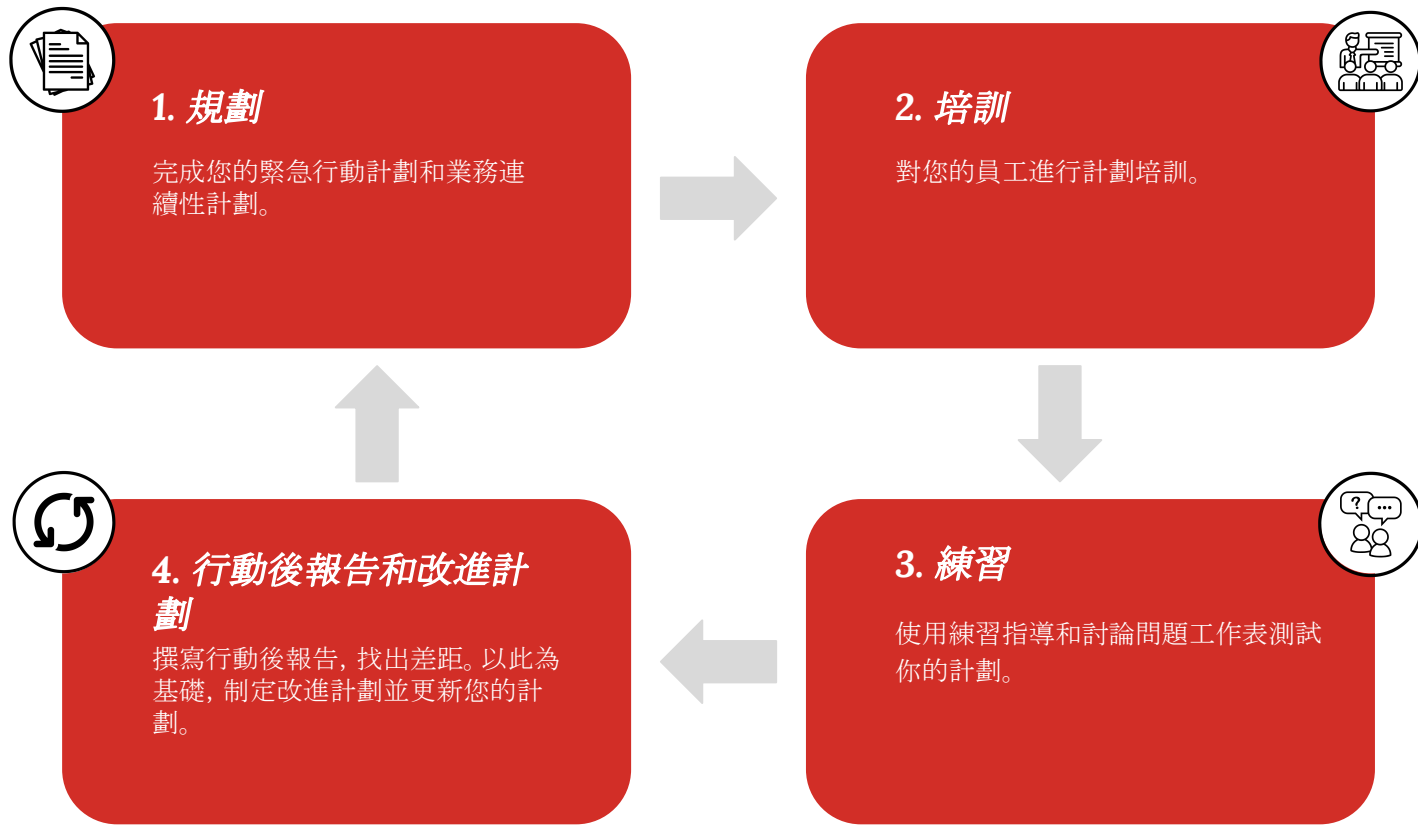 1. 規劃
完成您的緊急行動計劃和業務連
續性計劃。
2. 培訓
對您的員工進行計劃培訓。
3. 練習
使用練習指導和討論問題工作表測試
你的計劃。
4. 行動後報告和改進計
劃
撰寫行動後報告, 找出差距。以此為
基礎, 制定改進計劃並更新您的計
劃。